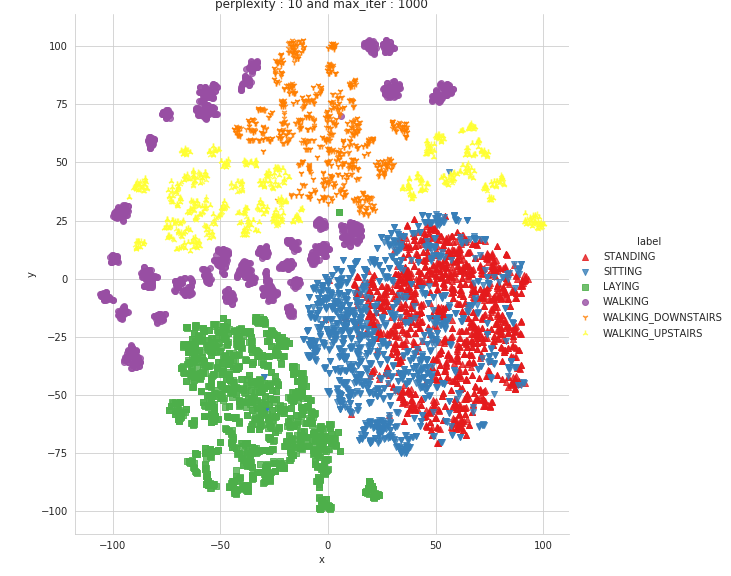 perplexity : 10 and max_iter : 1000
100
75
50
25
0
−25
−50
−75
−100
y
−100
−50
0
50
100
x
label
STANDING
SITTING
LAYING
WALKING
WALKING_DOWNSTAIRS
WALKING_UPSTAIRS